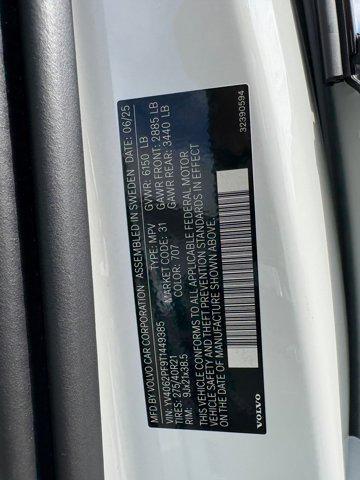 MFD BY VOLVO CAR CORPORATION, ASSEMBLED IN SWEDEN DATE: 06/25
VIN: YV4062PF9T1449385 TYPE: MPV GVWR: 6150 LB
TIRES: 275/40R21 MARKET CODE: 31 GAWR FRONT: 2885 LB
RIM: 9Jx21x38.5 COLOR: 707 GAWR REAR: 3440 LB
THIS VEHICLE CONFORMS TO ALL APPLICABLE FEDERAL MOTOR
VEHICLE SAFETY AND THEFT PREVENTION STANDARDS IN EFFECT
ON THE DATE OF MANUFACTURE SHOWN ABOVE.
VOLVO 32390594